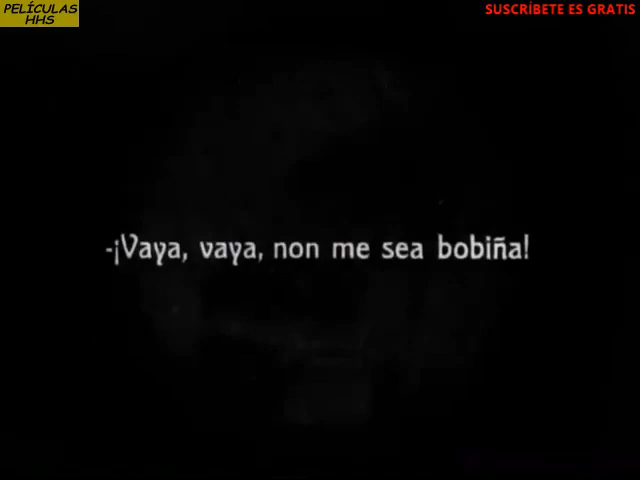 PELÍCULAS
HHS
SUSCRÍBETE ES GRATIS
-¡Vaya, vaya, non me sea bobiña!